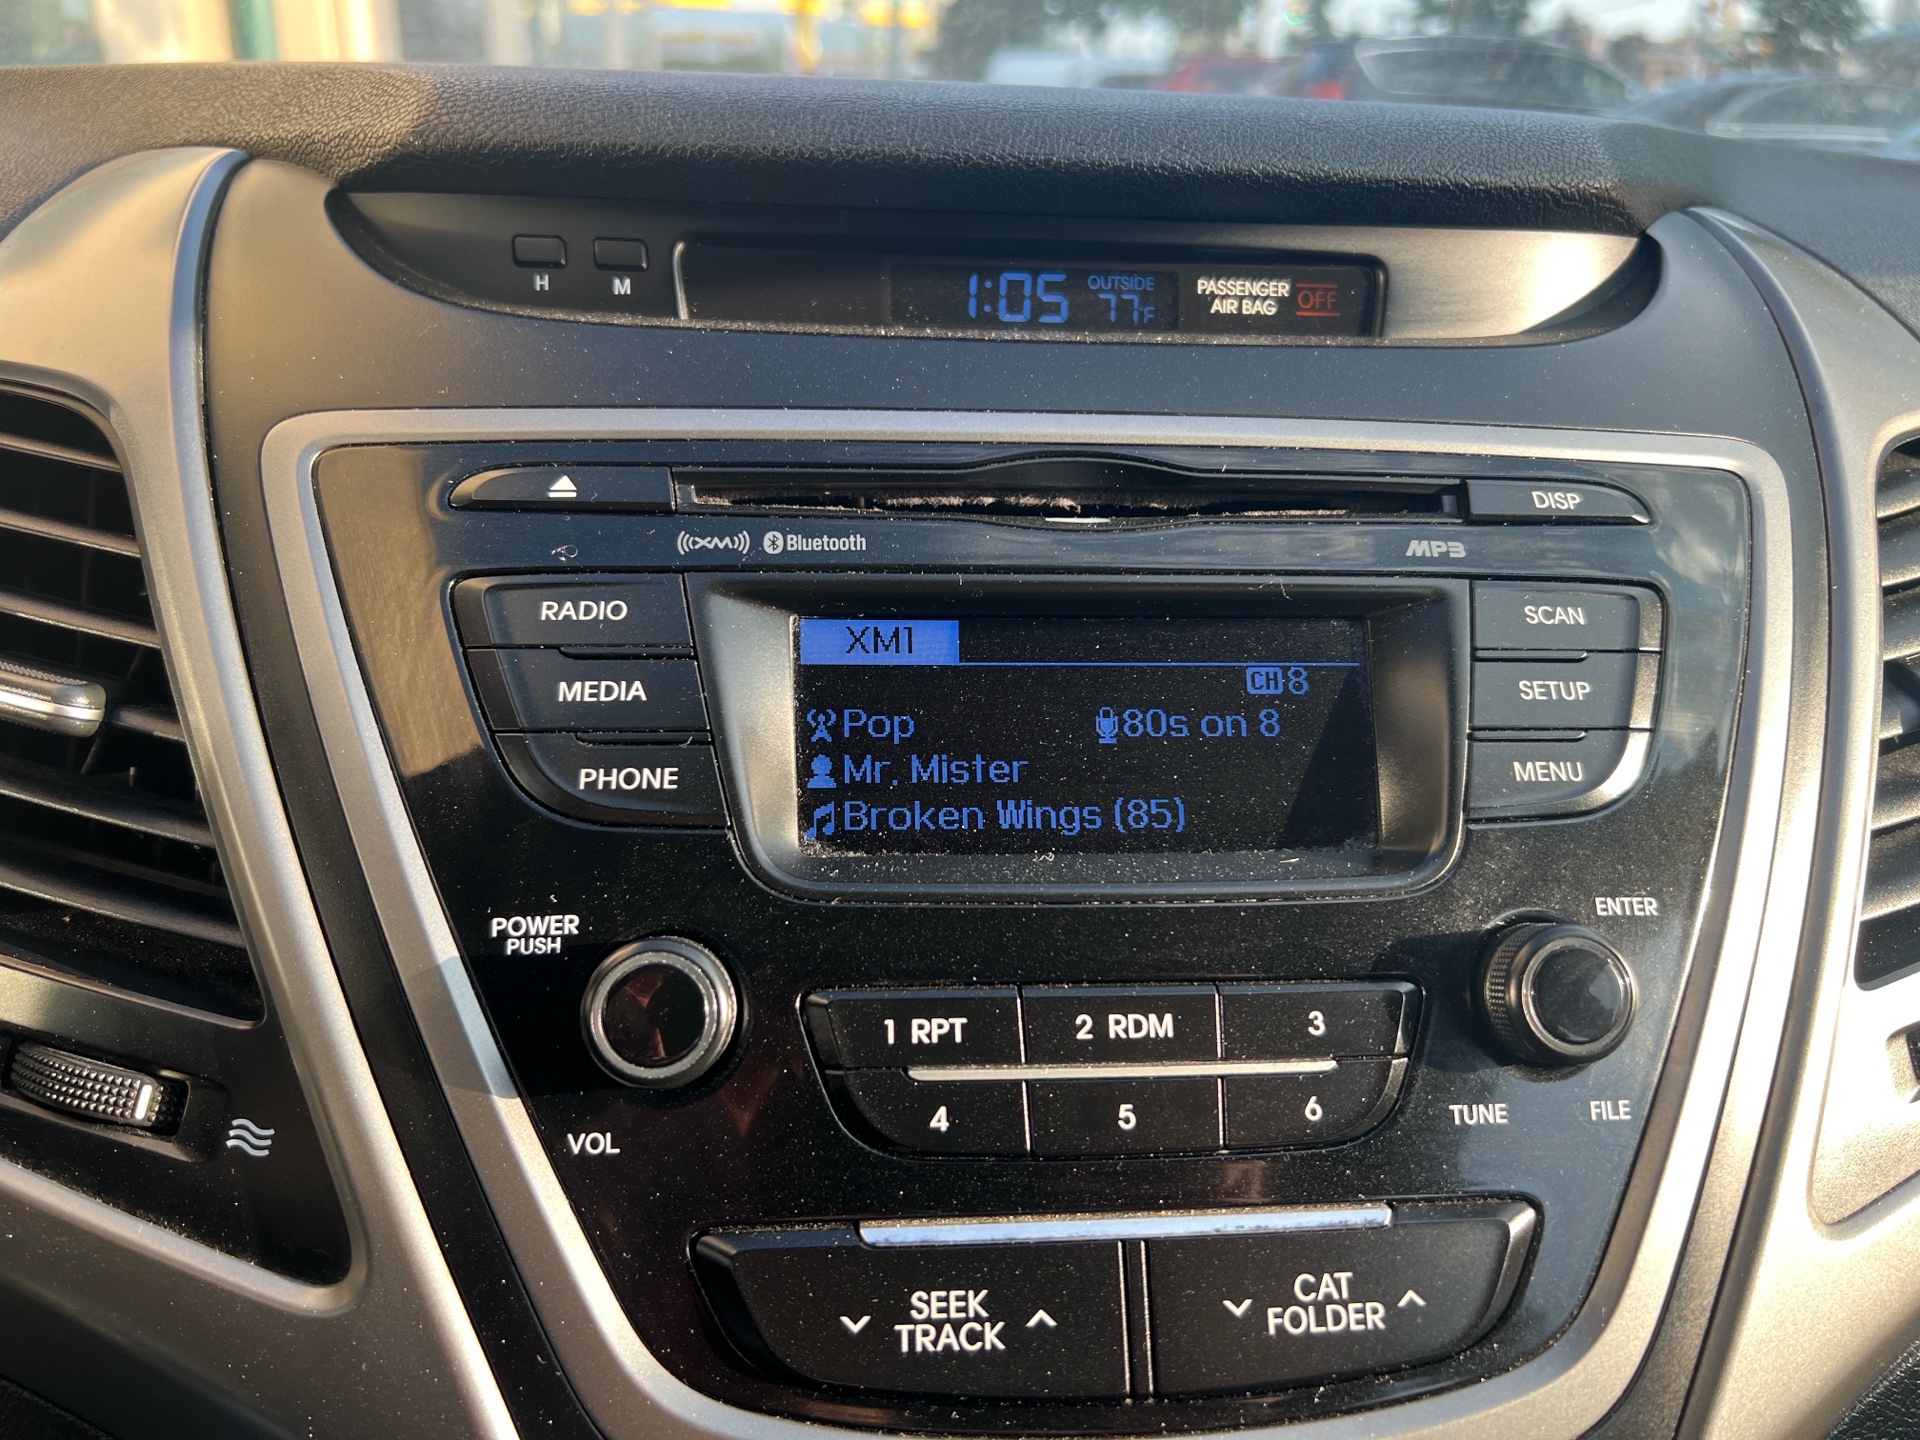 H M
1:05 OUTSIDE 77°F
PASSENGER AIR BAG OFF
DISP
((XM)) Bluetooth
MP3
RADIO
MEDIA
PHONE
XM1
CH 8
Pop 80s on 8
Mr. Mister
Broken Wings (85)
SCAN
SETUP
MENU
POWER
PUSH
VOL
1 RPT 2 RDM 3
4 5 6
ENTER
TUNE FILE
SEEK
TRACK
CAT
FOLDER